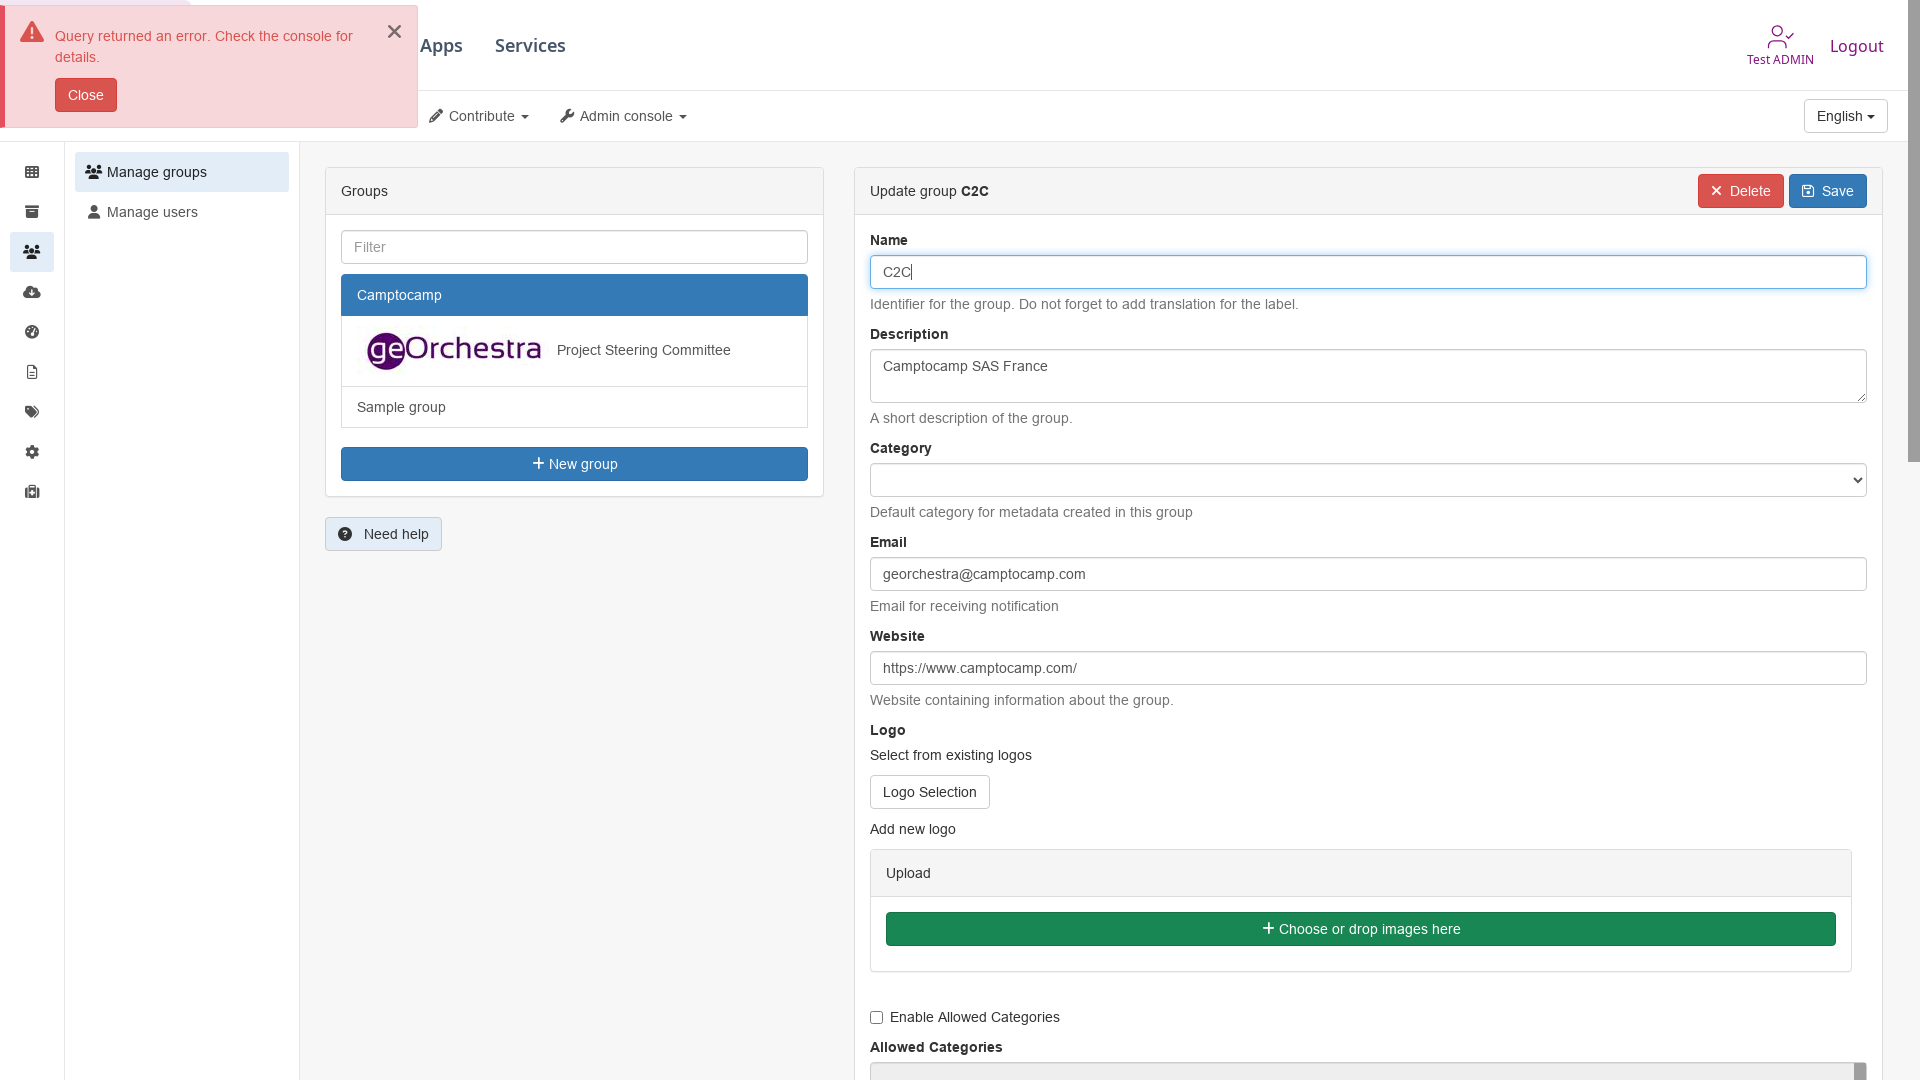 Query returned an error. Check the console for
details.
Close
Apps
Services
Test ADMIN
Logout
Contribute
Admin console
English
Manage groups
Manage users
Groups
Filter
Camptocamp
geOrchestra Project Steering Committee
Sample group
New group
Need help
Update group C2C
Delete
Save
Name
C2C
Identifier for the group. Do not forget to add translation for the label.
Description
Camptocamp SAS France
A short description of the group.
Category
Default category for metadata created in this group
Email
georchestra@camptocamp.com
Email for receiving notification
Website
https://www.camptocamp.com/
Website containing information about the group.
Logo
Select from existing logos
Logo Selection
Add new logo
Upload
Choose or drop images here
Enable Allowed Categories
Allowed Categories